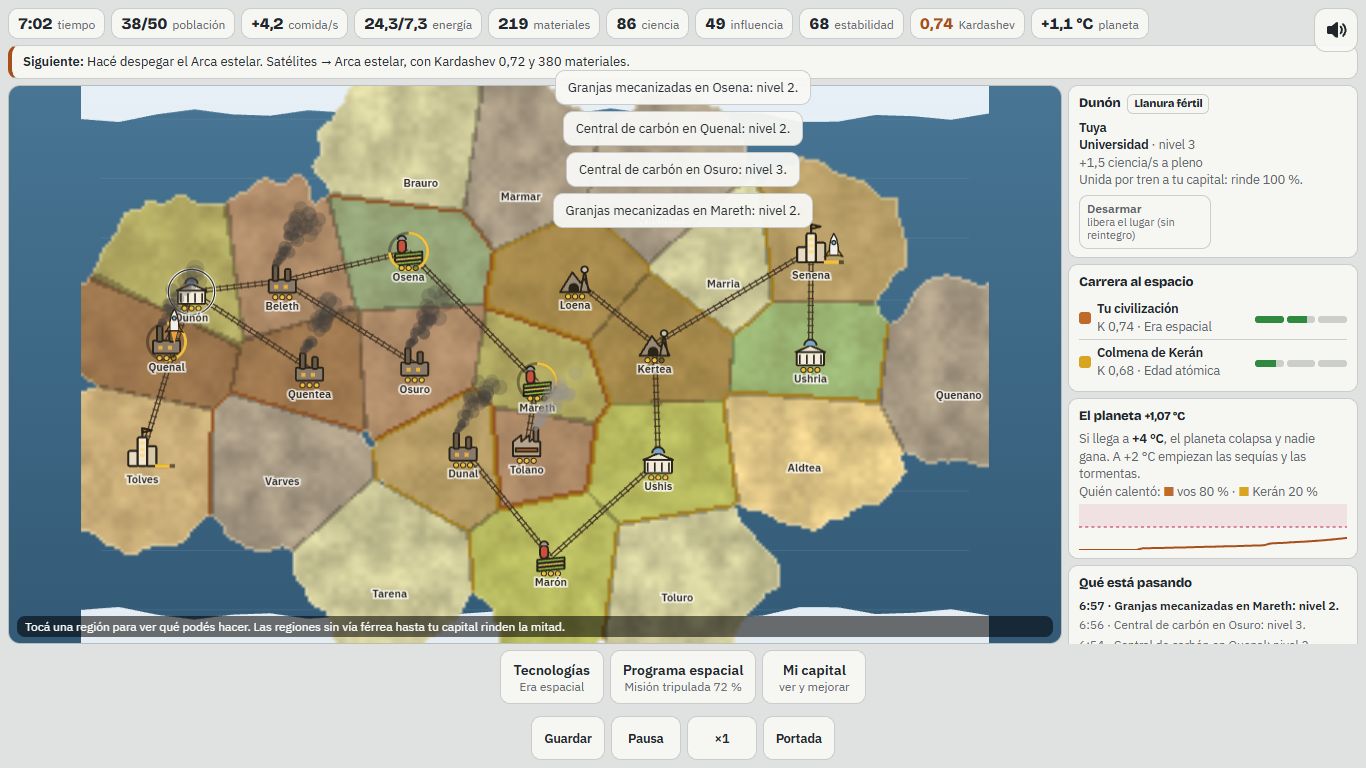 7:02 tiempo
38/50 población
+4,2 comida/s
24,3/7,3 energía
219 materiales
86 ciencia
49 influencia
68 estabilidad
0,74 Kardashev
+1,1 °C planeta
Siguiente: Hacé despegar el Arca estelar. Satélites → Arca estelar, con Kardashev 0,72 y 380 materiales.
Granjas mecanizadas en Osena: nivel 2.
Central de carbón en Quenal: nivel 2.
Central de carbón en Osuro: nivel 3.
Granjas mecanizadas en Mareth: nivel 2.
Brauro
Marmar
Osena
Senena
Marria
Dunón
Beleth
Loena
Quenal
Quentea
Osuro
Mareth
Kertea
Ushria
Quenano
Tolves
Varves
Dunal
Tolano
Ushis
Aldtea
Tarena
Marón
Toluro
Tocá una región para ver qué podés hacer. Las regiones sin vía férrea hasta tu capital rinden la mitad.
Dunón Llanura fértil
Tuya
Universidad · nivel 3
+1,5 ciencia/s a pleno
Unida por tren a tu capital: rinde 100 %.
Desarmar
libera el lugar (sin
reintegro)
Carrera al espacio
Tu civilización
K 0,74 · Era espacial
Colmena de Kerán
K 0,68 · Edad atómica
El planeta +1,07 °C
Si llega a +4 °C, el planeta colapsa y nadie
gana. A +2 °C empiezan las sequías y las
tormentas.
Quién calentó: vos 80 % · Kerán 20 %
Qué está pasando
6:57 · Granjas mecanizadas en Mareth: nivel 2.
6:56 · Central de carbón en Osuro: nivel 3.
Tecnologías
Era espacial
Programa espacial
Misión tripulada 72 %
Mi capital
ver y mejorar
Guardar
Pausa
×1
Portada